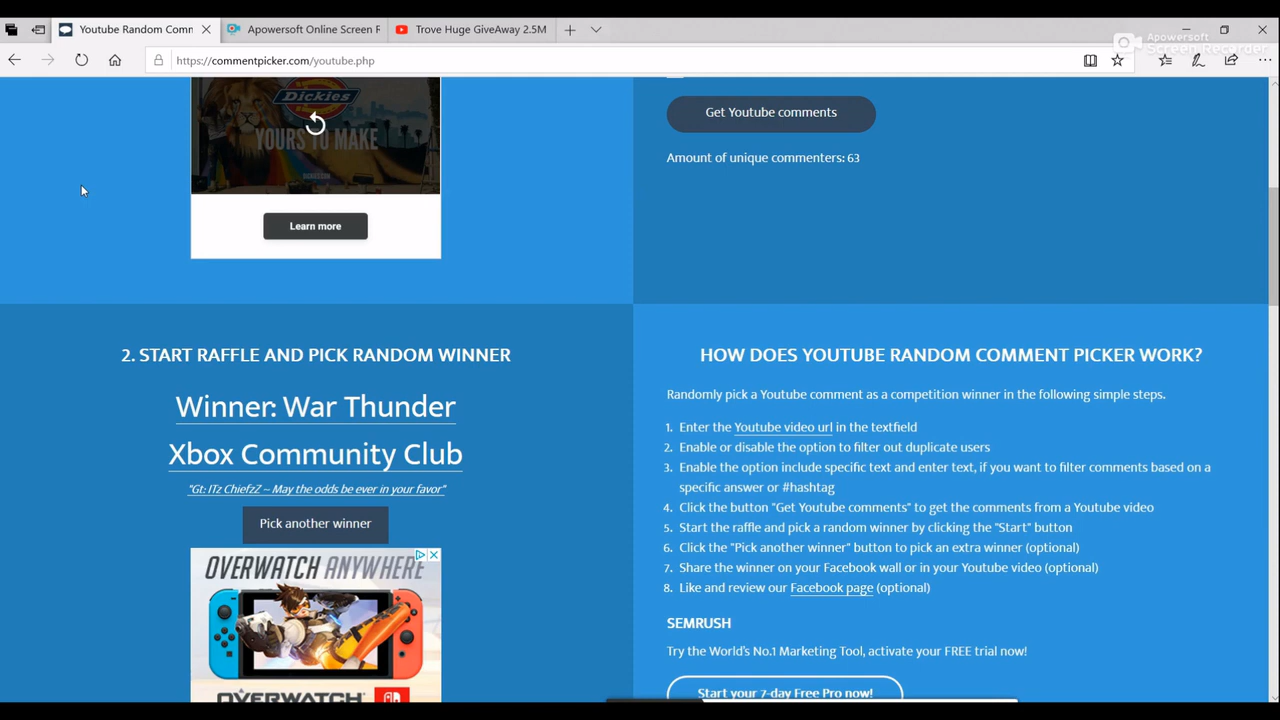 Youtube Random Comn
Apowersoft Online Screen R
Trove Huge GiveAway 2.5M
Apowersoft
Screen Recorder
https://commentpicker.com/youtube.php
Dickies
YOURS TO MAKE
DICKIES.COM
Learn more
Get Youtube comments
Amount of unique commenters: 63
2. START RAFFLE AND PICK RANDOM WINNER
Winner: War Thunder
Xbox Community Club
"Gt: ITz ChiefzZ ~ May the odds be ever in your favor"
Pick another winner
OVERWATCH ANYWHERE
OVERWATCH
HOW DOES YOUTUBE RANDOM COMMENT PICKER WORK?
Randomly pick a Youtube comment as a competition winner in the following simple steps.
1. Enter the Youtube video url in the textfield
2. Enable or disable the option to filter out duplicate users
3. Enable the option include specific text and enter text, if you want to filter comments based on a
specific answer or #hashtag
4. Click the button "Get Youtube comments" to get the comments from a Youtube video
5. Start the raffle and pick a random winner by clicking the "Start" button
6. Click the "Pick another winner" button to pick an extra winner (optional)
7. Share the winner on your Facebook wall or in your Youtube video (optional)
8. Like and review our Facebook page (optional)
SEMRUSH
Try the World's No.1 Marketing Tool, activate your FREE trial now!
Start your 7-day Free Pro now!